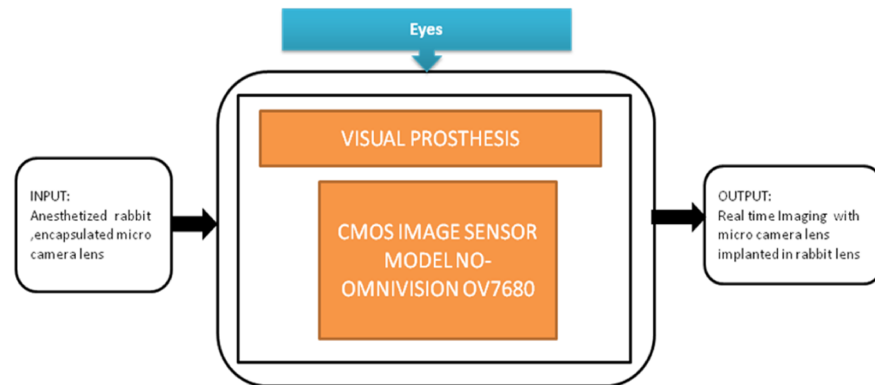 Eyes
VISUAL PROSTHESIS
INPUT:
Anesthetized rabbit
,encapsulated micro
camera lens
CMOS IMAGE SENSOR
MODEL NO-
OMNIVISION OV7680
OUTPUT:
Real time Imaging with
micro camera lens
implanted in rabbit lens